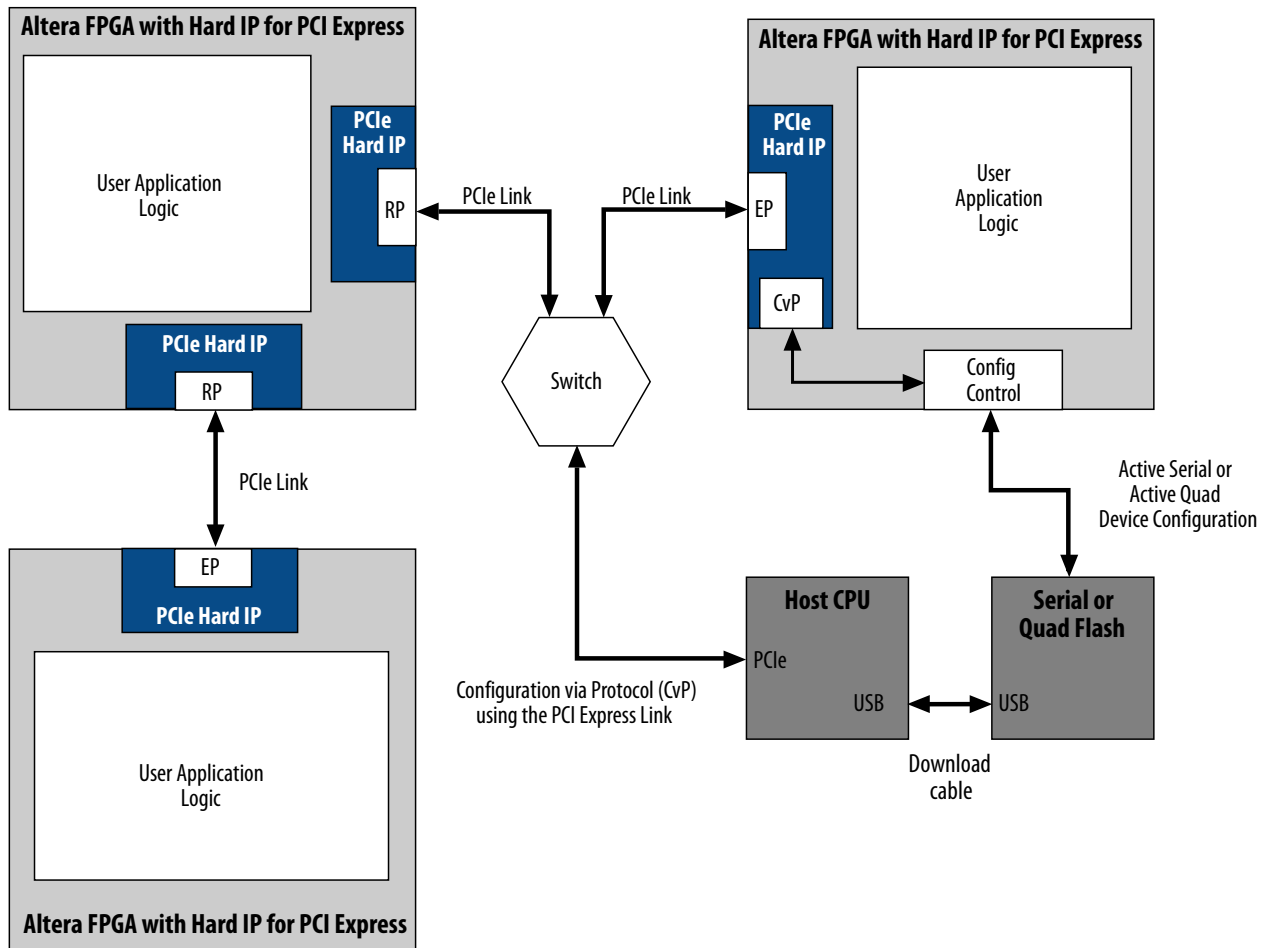 Altera FPGA with Hard IP for PCI Express
User Application
Logic
PCIe
Hard IP
RP
PCIe Hard IP
RP
PCIe Link
PCIe Link
Altera FPGA with Hard IP for PCI Express
PCIe
Hard IP
EP
CvP
User
Application
Logic
Config
Control
Switch
PCIe Link
EP
PCIe Hard IP
User Application
Logic
Altera FPGA with Hard IP for PCI Express
Active Serial or
Active Quad
Device Configuration
Host CPU
PCIe
USB
Serial or
Quad Flash
USB
Configuration via Protocol (CvP)
using the PCI Express Link
Download
cable